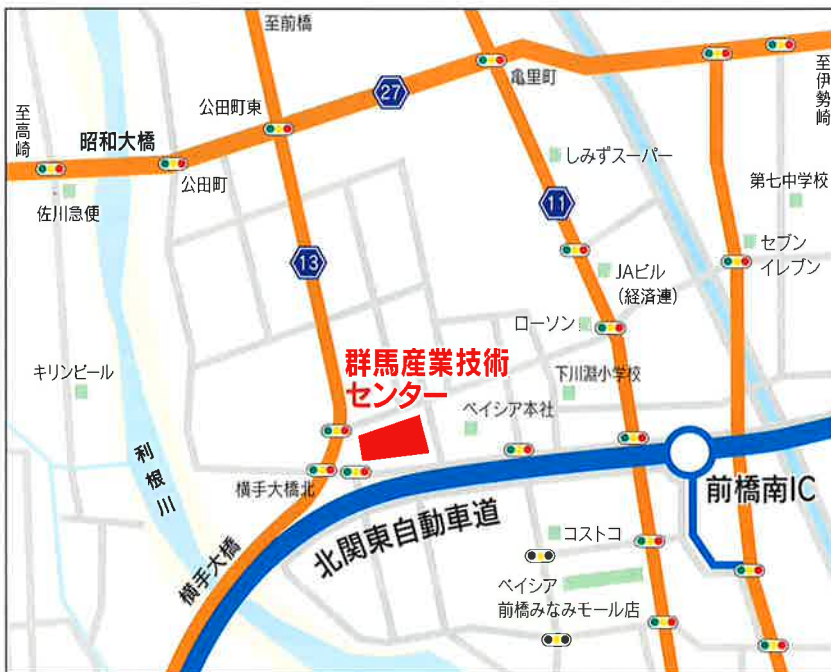 至前橋
亀里町
至伊勢崎
27
公田町東
至高崎
昭和大橋
公田町
しみずスーパー
第七中学校
佐川急便
11
セブン
イレブン
13
JAビル
(経済連)
ローソン
群馬産業技術
センター
下川淵小学校
キリンビール
ベイシア本社
利根川
横手大橋北
前橋南IC
北関東自動車道
コストコ
横手大橋
ベイシア
前橋みなみモール店